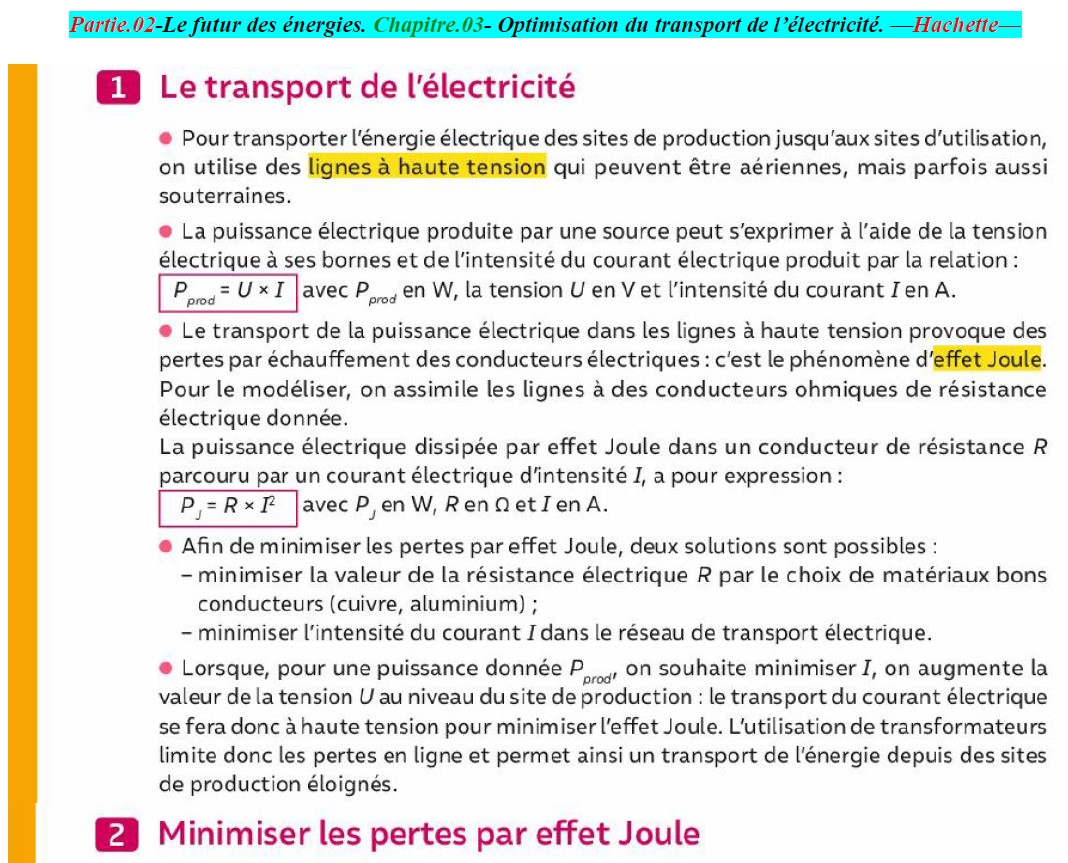 Partie.02-Le futur des énergies. Chapitre.03- Optimisation du transport de l'électricité. —Hachette—
1 Le transport de l'électricité
• Pour transporter l'énergie électrique des sites de production jusqu'aux sites d'utilisation,
on utilise des lignes à haute tension qui peuvent être aériennes, mais parfois aussi
souterraines.
• La puissance électrique produite par une source peut s'exprimer à l'aide de la tension
électrique à ses bornes et de l'intensité du courant électrique produit par la relation :
P_prod = U × I avec P_prod en W, la tension U en V et l'intensité du courant I en A.
• Le transport de la puissance électrique dans les lignes à haute tension provoque des
pertes par échauffement des conducteurs électriques : c'est le phénomène d'effet Joule.
Pour le modéliser, on assimile les lignes à des conducteurs ohmiques de résistance
électrique donnée.
La puissance électrique dissipée par effet Joule dans un conducteur de résistance R
parcouru par un courant électrique d'intensité I, a pour expression :
P_J = R × I² avec P_J en W, R en Ω et I en A.
• Afin de minimiser les pertes par effet Joule, deux solutions sont possibles :
– minimiser la valeur de la résistance électrique R par le choix de matériaux bons
conducteurs (cuivre, aluminium) ;
– minimiser l'intensité du courant I dans le réseau de transport électrique.
• Lorsque, pour une puissance donnée P_prod, on souhaite minimiser I, on augmente la
valeur de la tension U au niveau du site de production : le transport du courant électrique
se fera donc à haute tension pour minimiser l'effet Joule. L'utilisation de transformateurs
limite donc les pertes en ligne et permet ainsi un transport de l'énergie depuis des sites
de production éloignés.
2 Minimiser les pertes par effet Joule